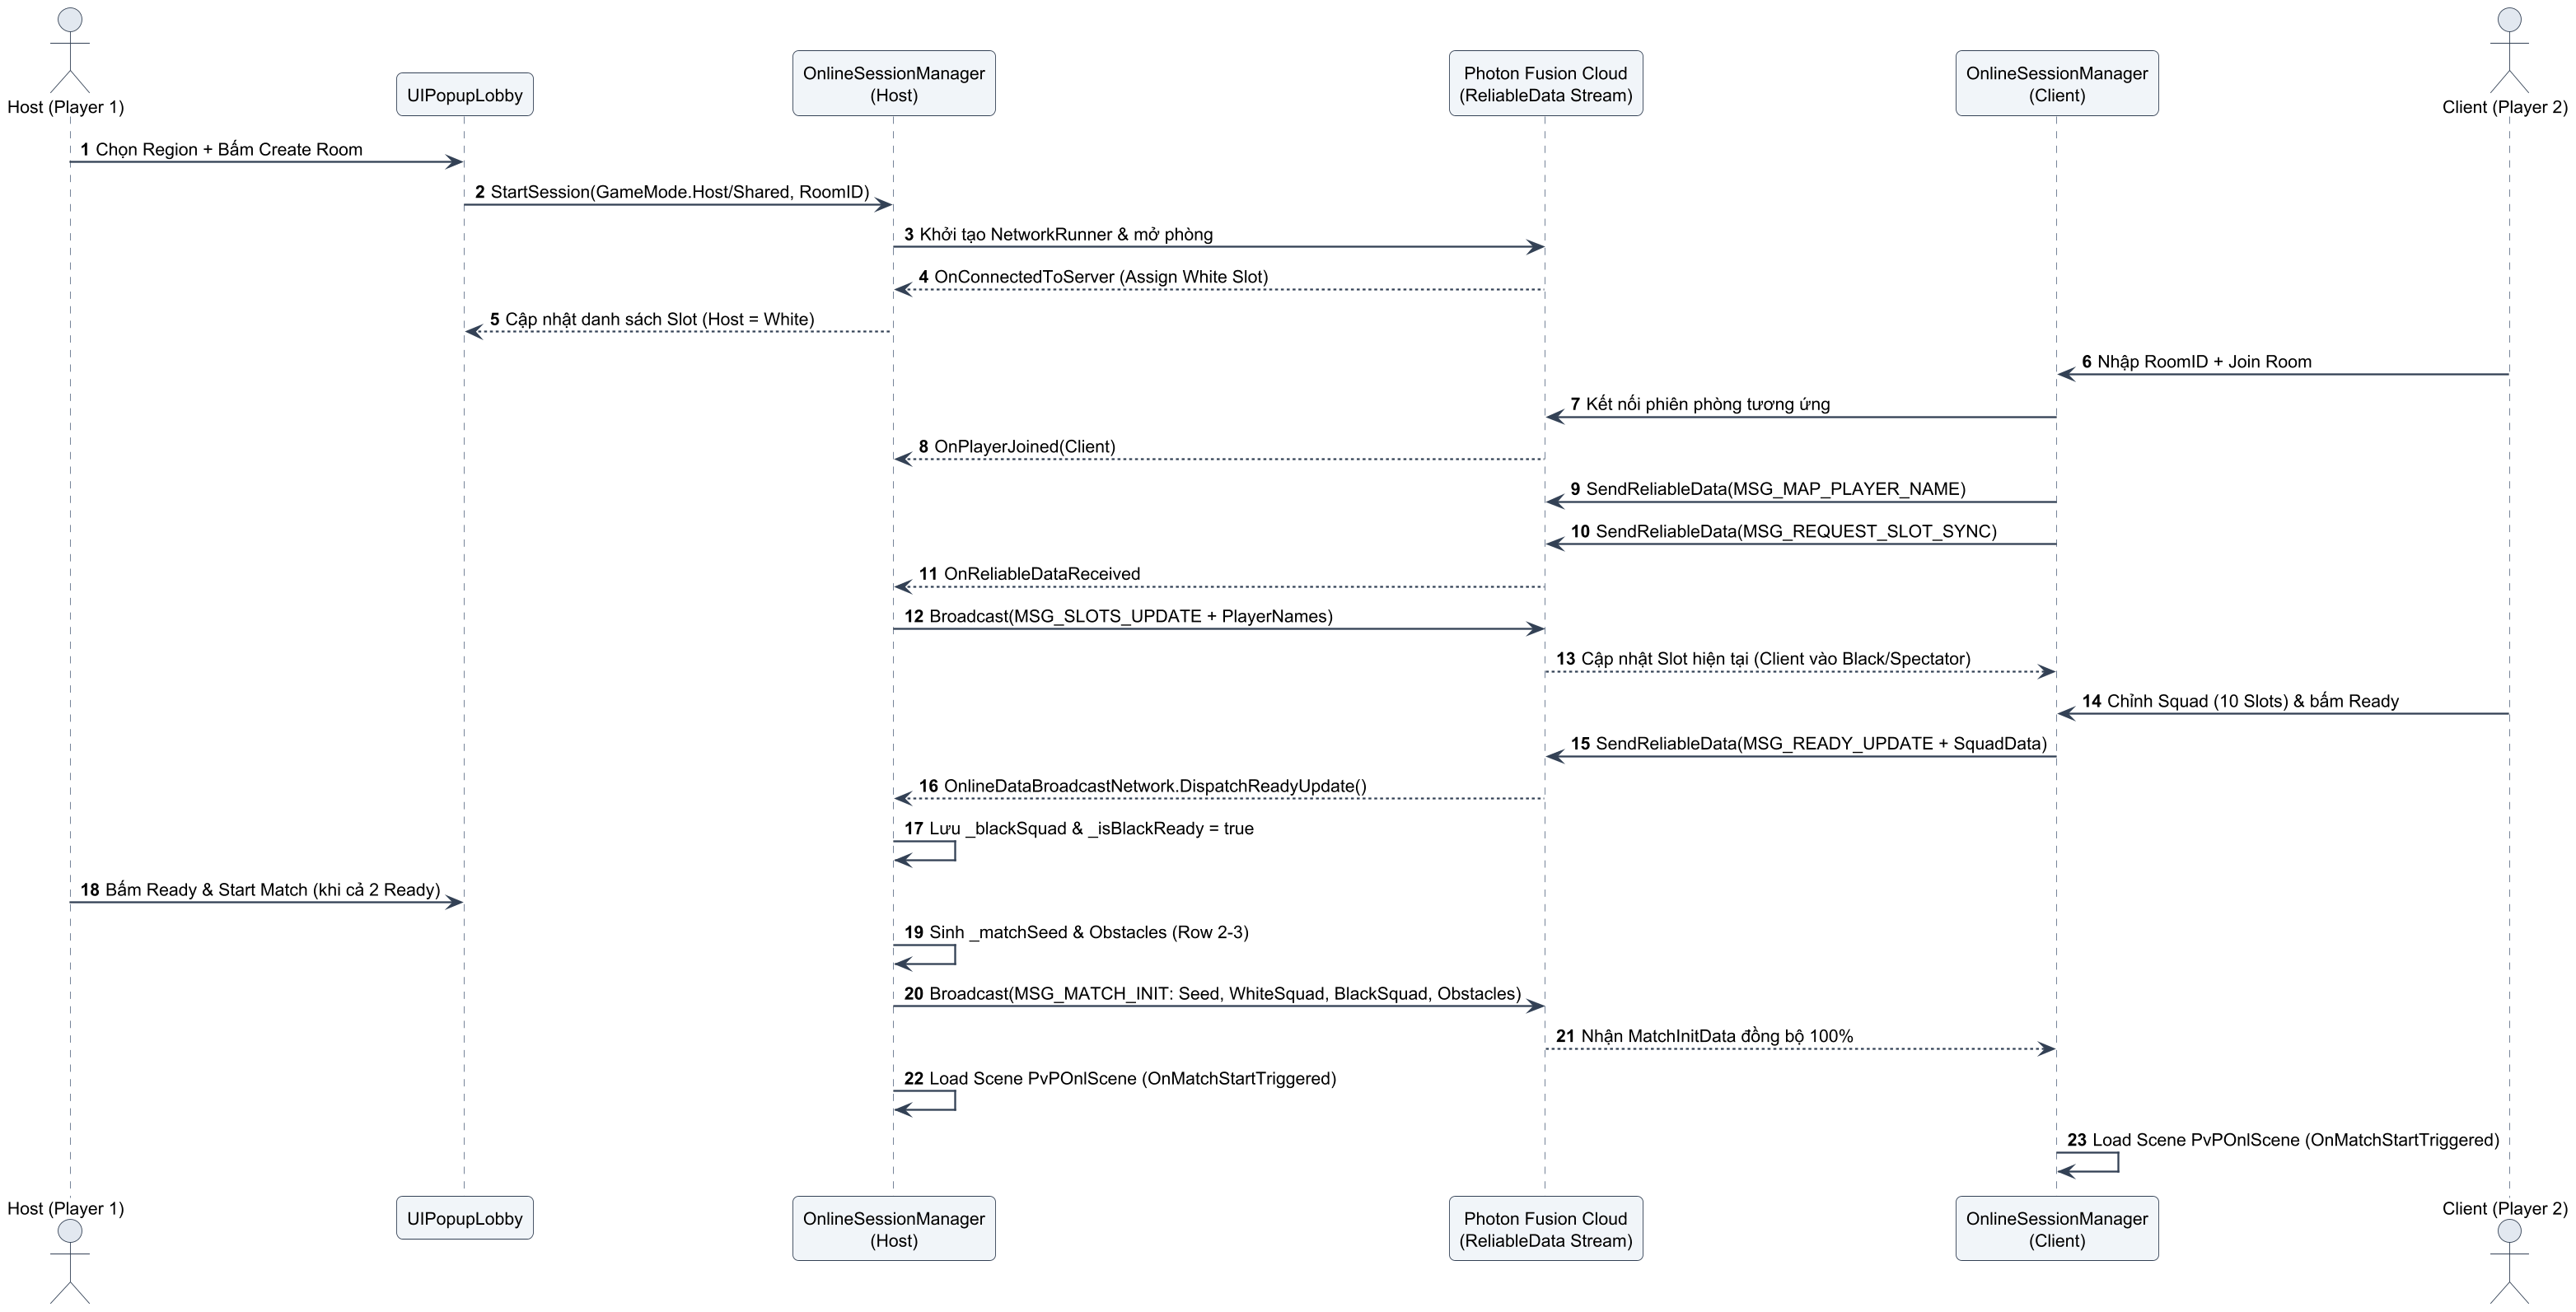 Host (Player 1)
UIPopupLobby
OnlineSessionManager
(Host)
Photon Fusion Cloud
(ReliableData Stream)
OnlineSessionManager
(Client)
Client (Player 2)
1 Chọn Region + Bấm Create Room
2 StartSession(GameMode.Host/Shared, RoomID)
3 Khởi tạo NetworkRunner & mở phòng
4 OnConnectedToServer (Assign White Slot)
5 Cập nhật danh sách Slot (Host = White)
6 Nhập RoomID + Join Room
7 Kết nối phiên phòng tương ứng
8 OnPlayerJoined(Client)
9 SendReliableData(MSG_MAP_PLAYER_NAME)
10 SendReliableData(MSG_REQUEST_SLOT_SYNC)
11 OnReliableDataReceived
12 Broadcast(MSG_SLOTS_UPDATE + PlayerNames)
13 Cập nhật Slot hiện tại (Client vào Black/Spectator)
14 Chỉnh Squad (10 Slots) & bấm Ready
15 SendReliableData(MSG_READY_UPDATE + SquadData)
16 OnlineDataBroadcastNetwork.DispatchReadyUpdate()
17 Lưu _blackSquad & _isBlackReady = true
18 Bấm Ready & Start Match (khi cả 2 Ready)
19 Sinh _matchSeed & Obstacles (Row 2-3)
20 Broadcast(MSG_MATCH_INIT: Seed, WhiteSquad, BlackSquad, Obstacles)
21 Nhận MatchInitData đồng bộ 100%
22 Load Scene PvPOnlScene (OnMatchStartTriggered)
23 Load Scene PvPOnlScene (OnMatchStartTriggered)
Host (Player 1)
UIPopupLobby
OnlineSessionManager
(Host)
Photon Fusion Cloud
(ReliableData Stream)
OnlineSessionManager
(Client)
Client (Player 2)